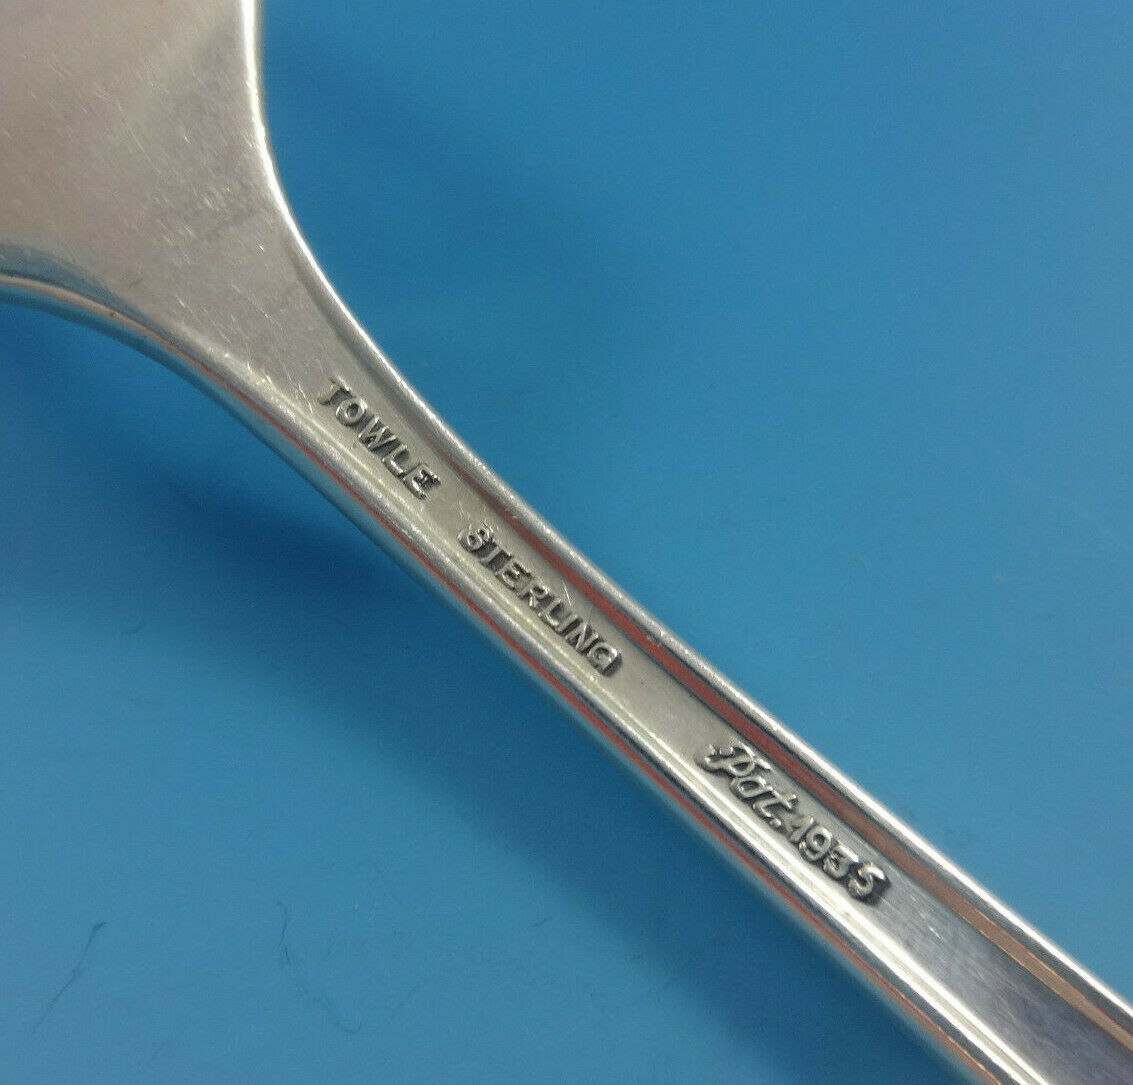 TOWLE STERLING Pat. 1935